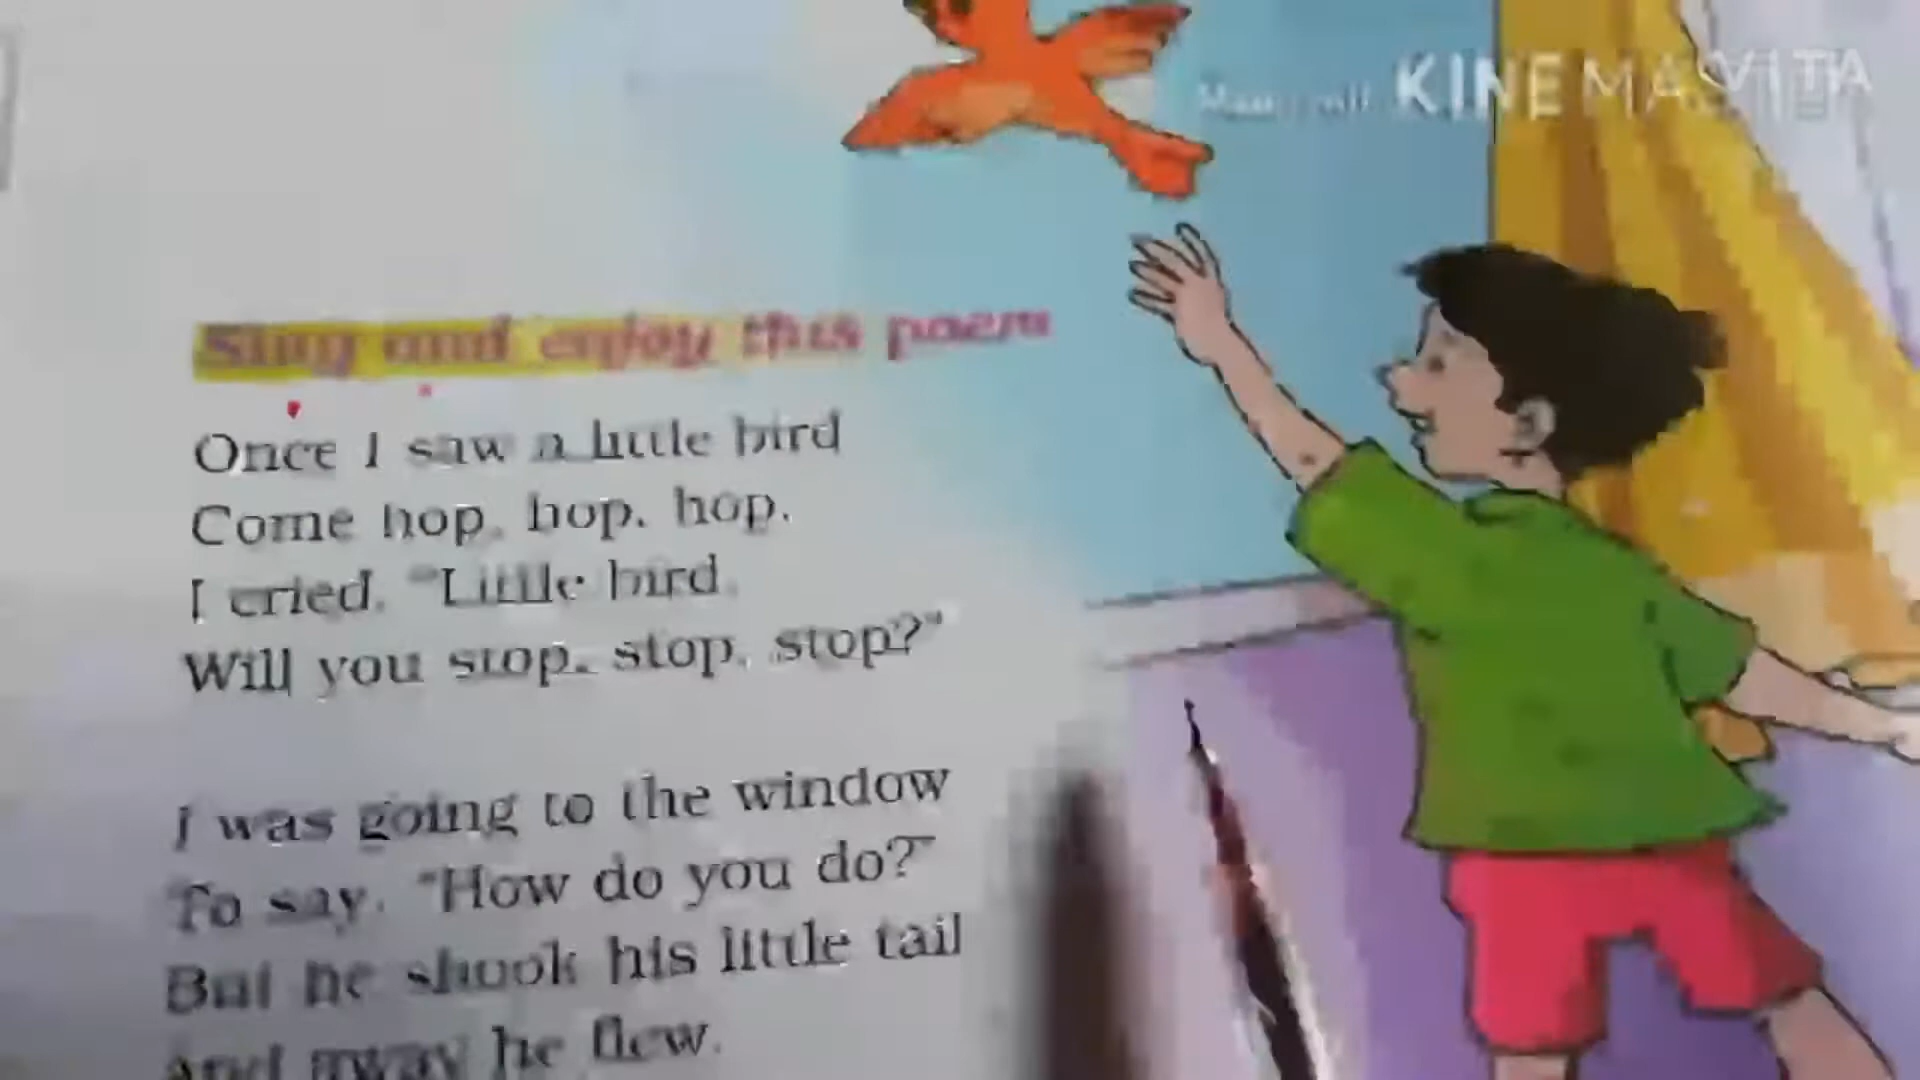 KINEMA
Sing and enjoy this poem
Once I saw a little bird
Come hop, hop, hop.
I cried, "Little bird,
Will you stop, stop, stop?"
I was going to the window
To say, "How do you do?"
But he shook his little tail
and away he flew.